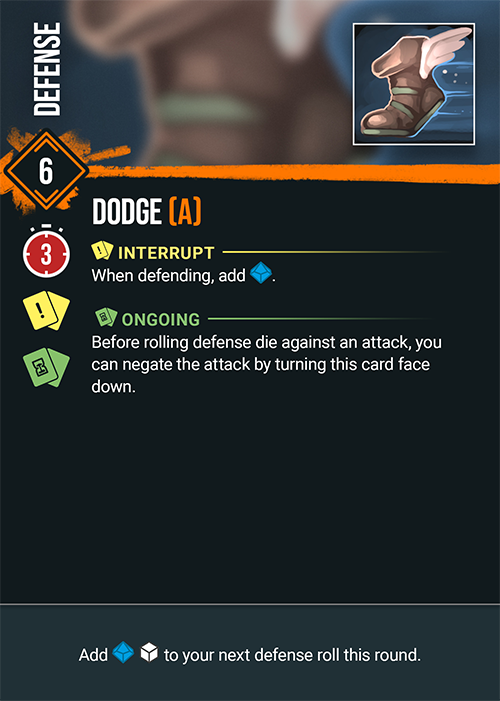 DEFENSE
6
DODGE (A)
3
! INTERRUPT
When defending, add .
!
ONGOING
Before rolling defense die against an attack, you
can negate the attack by turning this card face
down.
Add to your next defense roll this round.